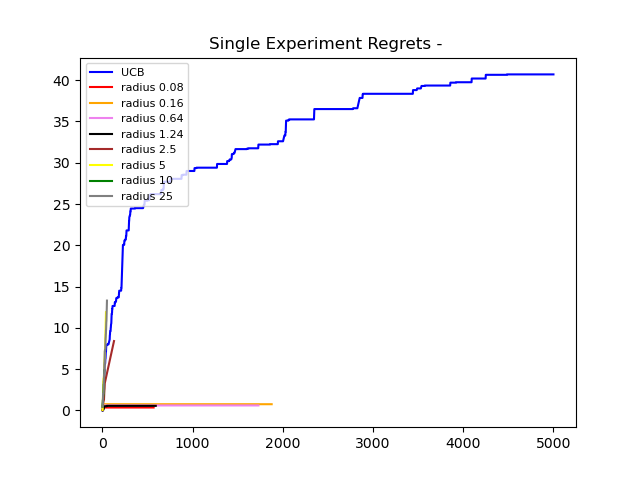 Single Experiment Regrets -
40
35
30
25
20
15
10
5
0
UCB
radius 0.08
radius 0.16
radius 0.64
radius 1.24
radius 2.5
radius 5
radius 10
radius 25
0 1000 2000 3000 4000 5000